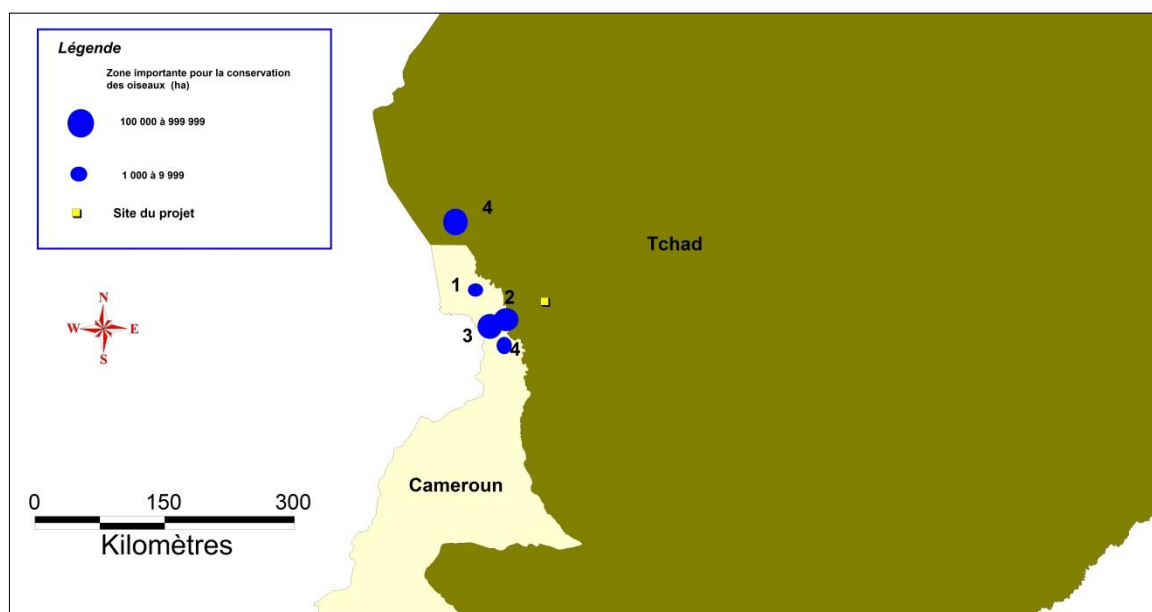 Légende
Zone importante pour la conservation
des oiseaux (ha)
100 000 à 999 999
1 000 à 9 999
Site du projet
4
Tchad
1
2
N
W E
S
3
4
Cameroun
0 150 300
Kilomètres